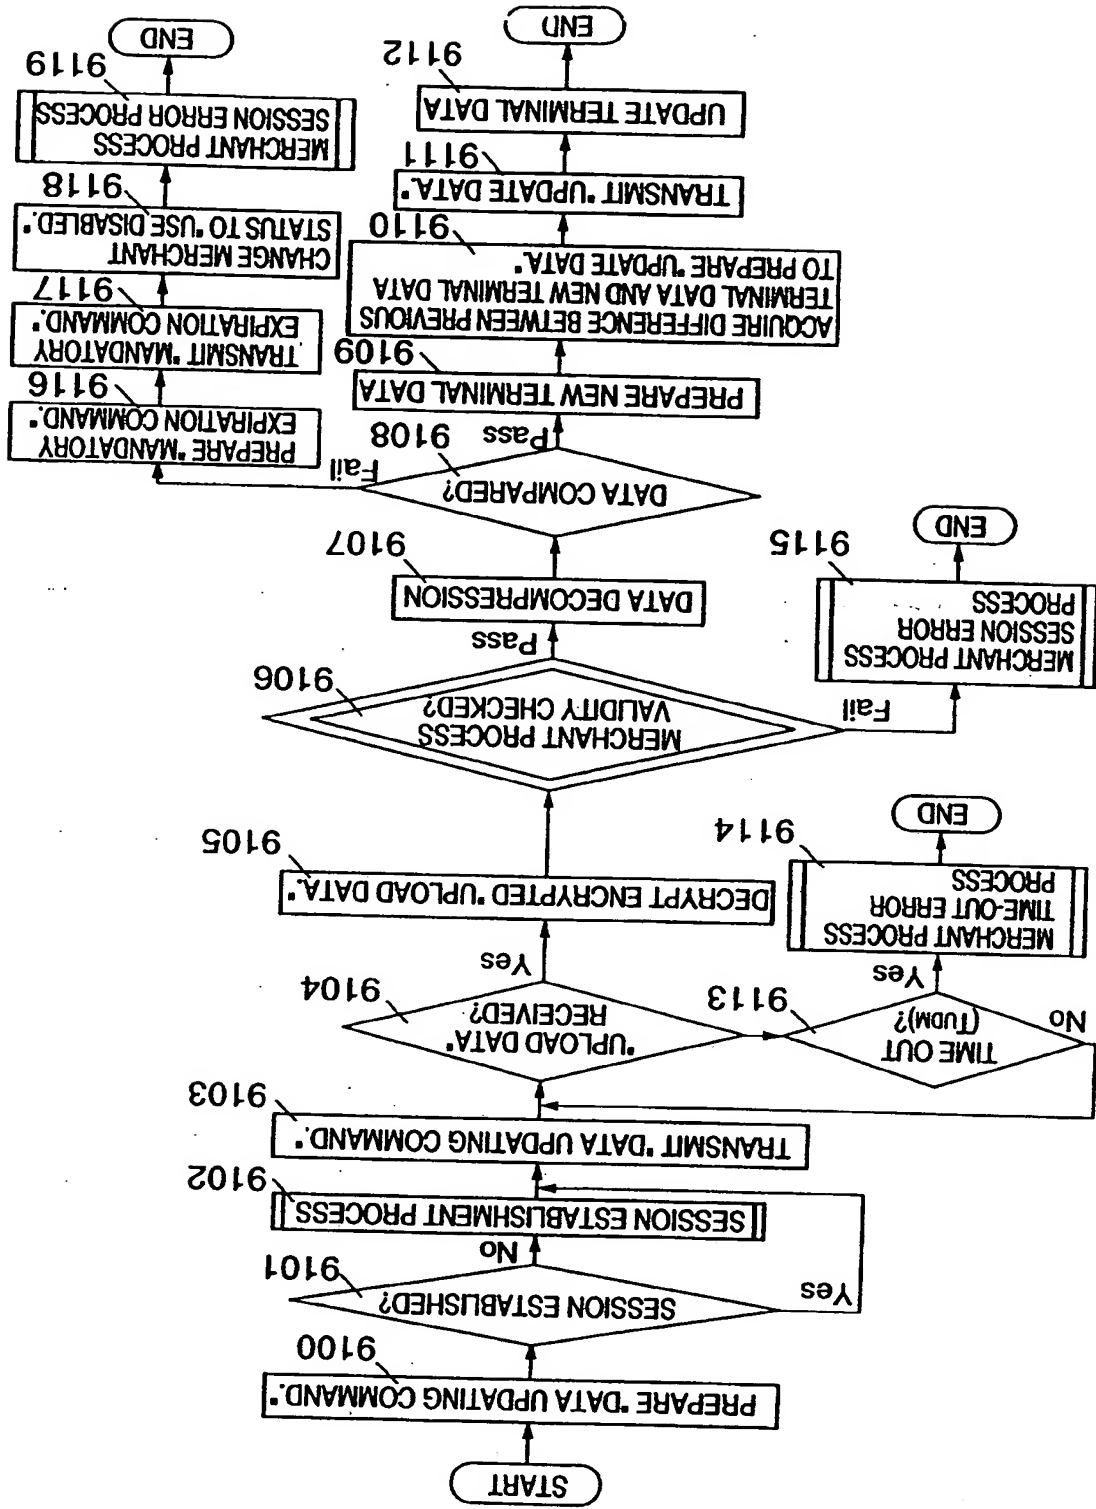 START
PREPARE "DATA UPDATING COMMAND."
9100
SESSION ESTABLISHED?
9101
Yes
No
SESSION ESTABLISHMENT PROCESS
9102
TRANSMIT "DATA UPDATING COMMAND."
9103
"UPLOAD DATA"
RECEIVED?
9104
Yes
TIME OUT
(TUDM)?
9113
No
Yes
MERCHANT PROCESS
TIME-OUT ERROR
PROCESS
9114
END
DECRYPT ENCRYPTED "UPLOAD DATA."
9105
MERCHANT PROCESS
VALIDITY CHECKED?
9106
Fail
Pass
MERCHANT PROCESS
SESSION ERROR
PROCESS
9115
END
DATA DECOMPRESSION
9107
DATA COMPARED?
9108
Pass
Fail
PREPARE NEW TERMINAL DATA
9109
ACQUIRE DIFFERENCE BETWEEN PREVIOUS
TERMINAL DATA AND NEW TERMINAL DATA
TO PREPARE "UPDATE DATA."
9110
TRANSMIT "UPDATE DATA."
9111
UPDATE TERMINAL DATA
9112
END
PREPARE "MANDATORY
EXPIRATION COMMAND."
9116
TRANSMIT "MANDATORY
EXPIRATION COMMAND."
9117
CHANGE MERCHANT
STATUS TO "USE DISABLED."
9118
MERCHANT PROCESS
SESSION ERROR PROCESS
9119
END